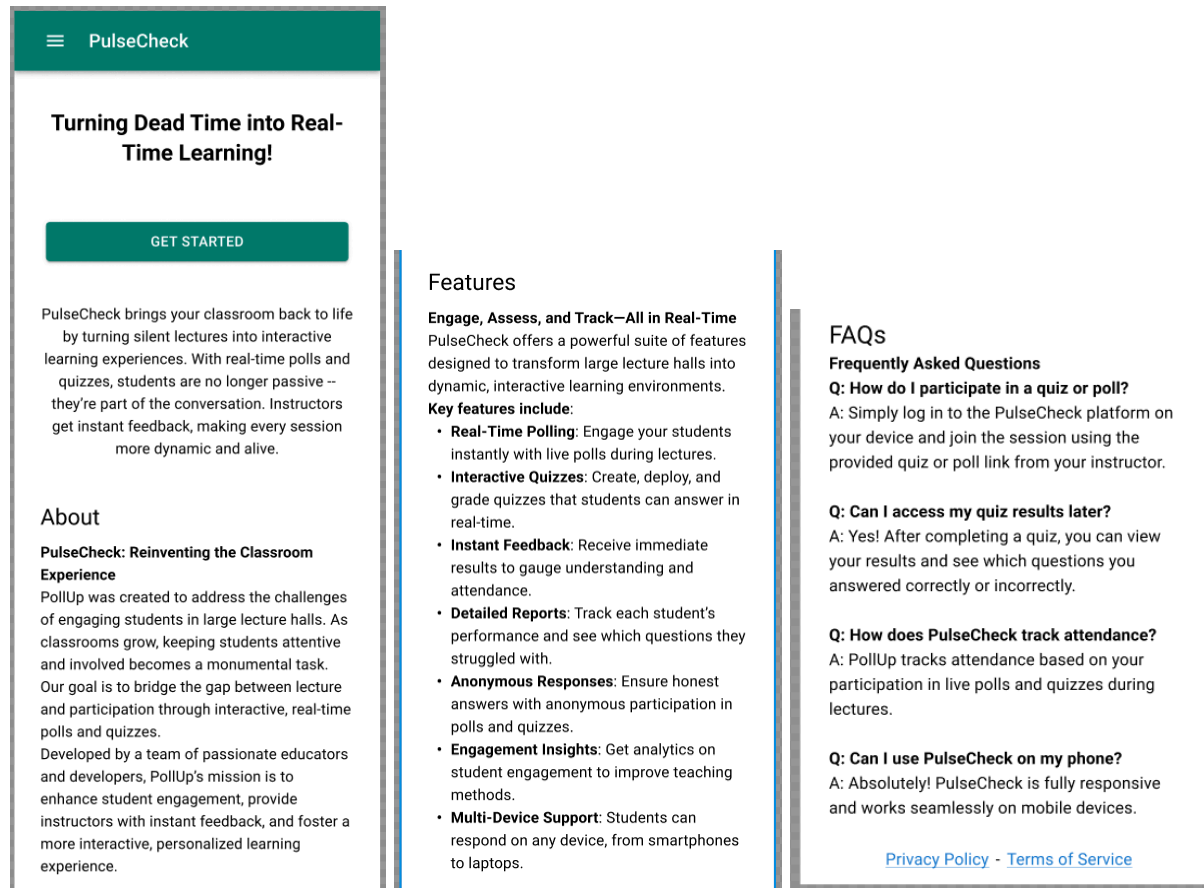 PulseCheck
Turning Dead Time into Real-
Time Learning!
GET STARTED
PulseCheck brings your classroom back to life
by turning silent lectures into interactive
learning experiences. With real-time polls and
quizzes, students are no longer passive --
they're part of the conversation. Instructors
get instant feedback, making every session
more dynamic and alive.
About
PulseCheck: Reinventing the Classroom
Experience
PollUp was created to address the challenges
of engaging students in large lecture halls. As
classrooms grow, keeping students attentive
and involved becomes a monumental task.
Our goal is to bridge the gap between lecture
and participation through interactive, real-time
polls and quizzes.
Developed by a team of passionate educators
and developers, PollUp's mission is to
enhance student engagement, provide
instructors with instant feedback, and foster a
more interactive, personalized learning
experience.
Features
Engage, Assess, and Track—All in Real-Time
PulseCheck offers a powerful suite of features
designed to transform large lecture halls into
dynamic, interactive learning environments.
Key features include:
• Real-Time Polling: Engage your students
instantly with live polls during lectures.
• Interactive Quizzes: Create, deploy, and
grade quizzes that students can answer in
real-time.
• Instant Feedback: Receive immediate
results to gauge understanding and
attendance.
• Detailed Reports: Track each student's
performance and see which questions they
struggled with.
• Anonymous Responses: Ensure honest
answers with anonymous participation in
polls and quizzes.
• Engagement Insights: Get analytics on
student engagement to improve teaching
methods.
• Multi-Device Support: Students can
respond on any device, from smartphones
to laptops.
FAQs
Frequently Asked Questions
Q: How do I participate in a quiz or poll?
A: Simply log in to the PulseCheck platform on
your device and join the session using the
provided quiz or poll link from your instructor.
Q: Can I access my quiz results later?
A: Yes! After completing a quiz, you can view
your results and see which questions you
answered correctly or incorrectly.
Q: How does PulseCheck track attendance?
A: PollUp tracks attendance based on your
participation in live polls and quizzes during
lectures.
Q: Can I use PulseCheck on my phone?
A: Absolutely! PulseCheck is fully responsive
and works seamlessly on mobile devices.
Privacy Policy - Terms of Service